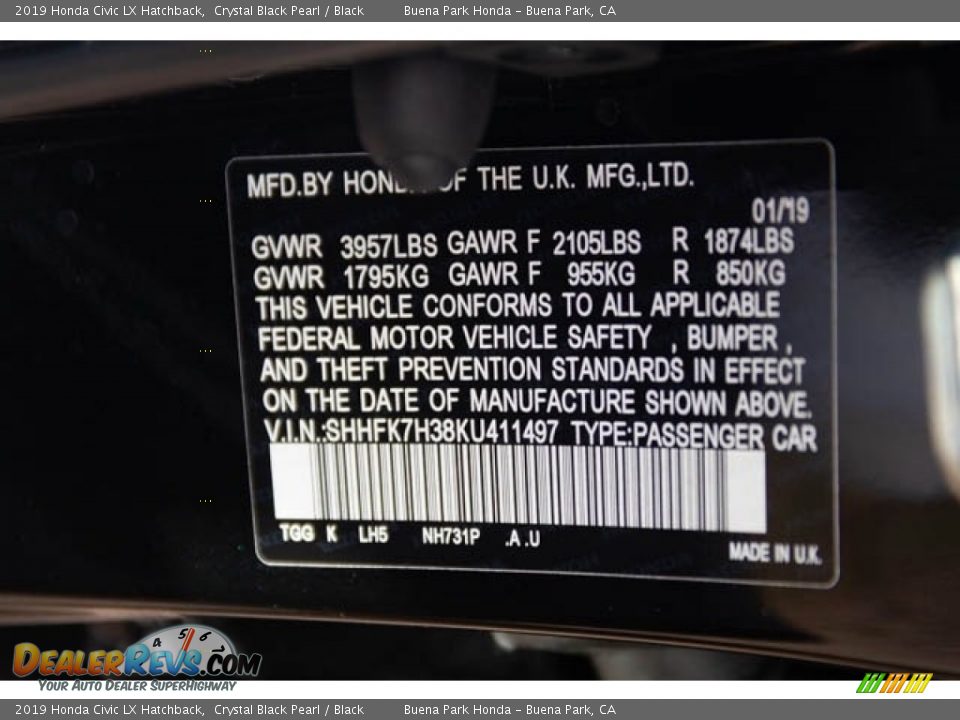 2019 Honda Civic LX Hatchback, Crystal Black Pearl / Black Buena Park Honda - Buena Park, CA
MFD.BY HONDA OF THE U.K. MFG.,LTD.
01/19
GVWR 3957LBS GAWR F 2105LBS R 1874LBS
GVWR 1795KG GAWR F 955KG R 850KG
THIS VEHICLE CONFORMS TO ALL APPLICABLE
FEDERAL MOTOR VEHICLE SAFETY , BUMPER ,
AND THEFT PREVENTION STANDARDS IN EFFECT
ON THE DATE OF MANUFACTURE SHOWN ABOVE.
V.I.N.:SHHFK7H38KU411497 TYPE:PASSENGER CAR
TGG K LH5 NH731P .A .U
MADE IN U.K.
4 5 6
DEALERREVS.COM
YOUR AUTO DEALER SUPERHIGHWAY
2019 Honda Civic LX Hatchback, Crystal Black Pearl / Black Buena Park Honda - Buena Park, CA